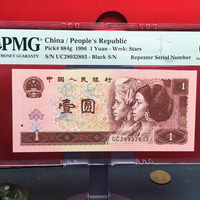 PMG
China / People's Republic
Pick# 884g 1996 1 Yuan - Wmk: Stars
S/N UC28932893 - Black S/N
Repeater Serial Number
中国人民银行
壹圆
1
1
UC28932893